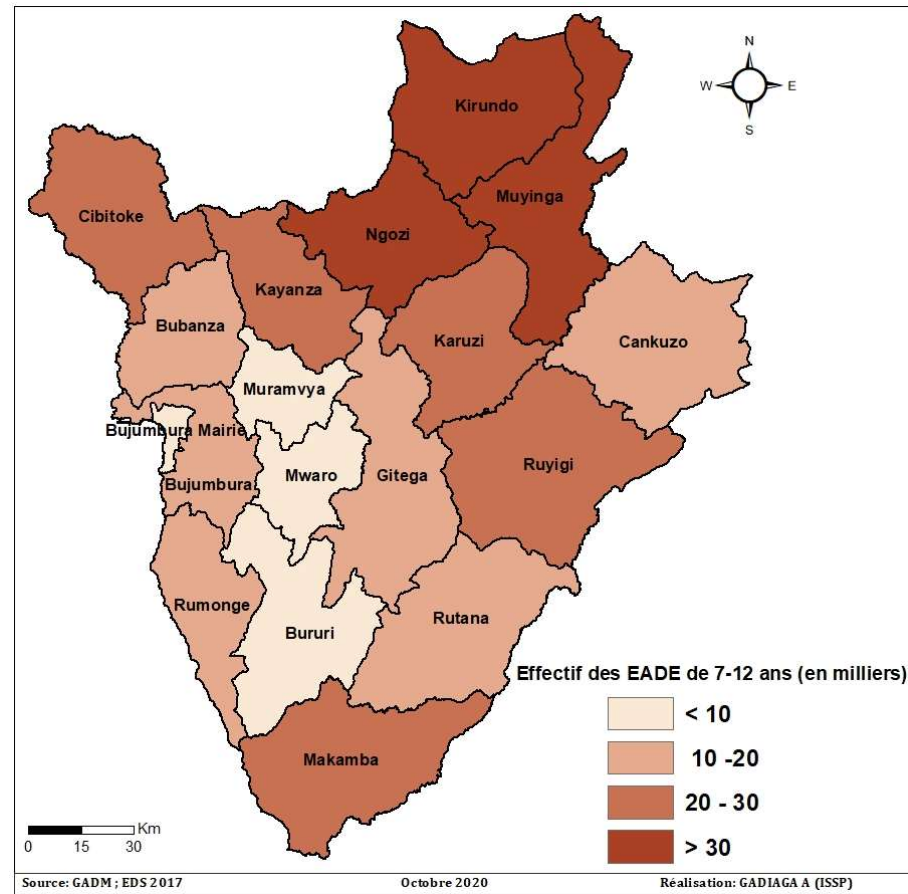 N
W E
S
Kirundo
Muyinga
Cibitoke
Ngozi
Kayanza
Bubanza
Karuzi
Cankuzo
Muramvya
Bujumbura Mairie
Mwaro
Gitega
Ruyigi
Bujumbura
Rumonge
Bururi
Rutana
Makamba
Effectif des EADE de 7-12 ans (en milliers)
< 10
10 -20
20 - 30
> 30
Km
0 15 30
Source: GADM ; EDS 2017 Octobre 2020 Réalisation: GADIAGA A (ISSP)